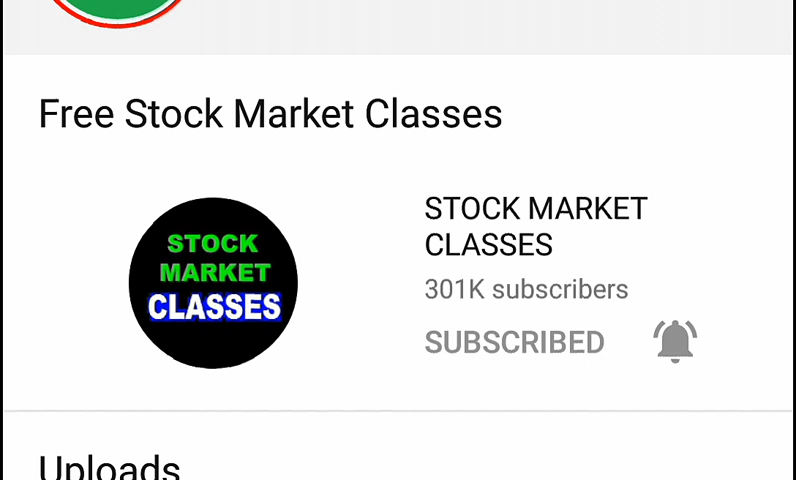 Free Stock Market Classes
STOCK
MARKET
CLASSES
STOCK MARKET
CLASSES
301K subscribers
SUBSCRIBED
Uploads